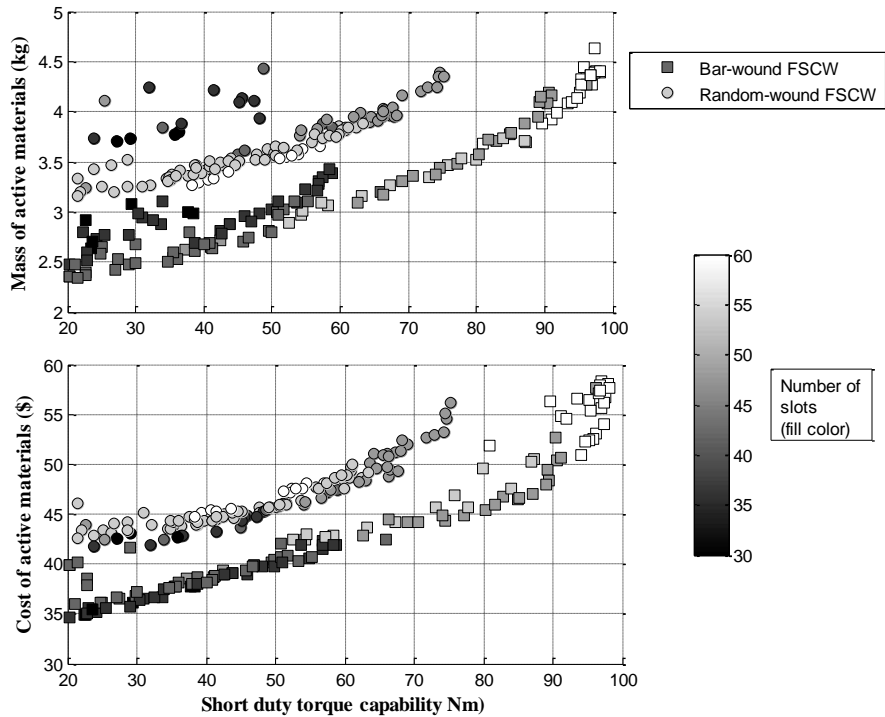 Mass of active materials (kg)
5
4.5
4
3.5
3
2.5
2
20 30 40 50 60 70 80 90 100
Bar-wound FSCW
Random-wound FSCW
Cost of active materials ($)
60
55
50
45
40
35
30
20 30 40 50 60 70 80 90 100
Short duty torque capability Nm)
60
55
50
45
40
35
30
Number of
slots
(fill color)